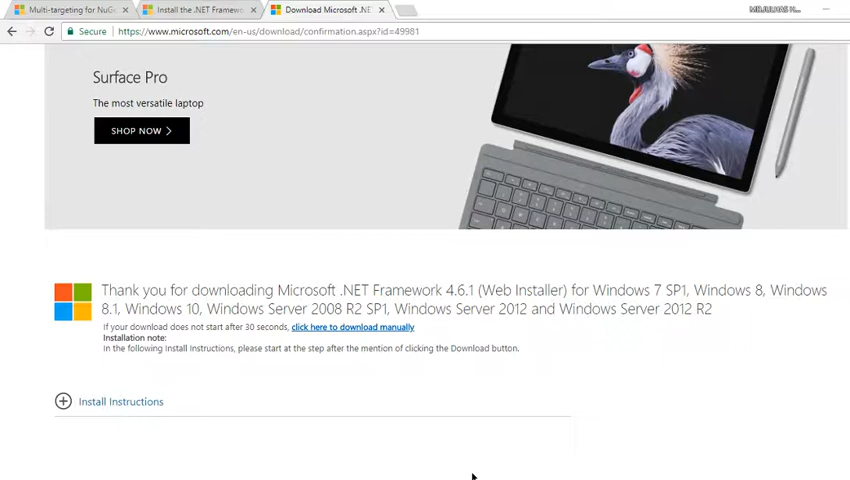 Multi-targeting for NuG
Install the .NET Framewo
Download Microsoft .NET
Secure https://www.microsoft.com/en-us/download/confirmation.aspx?id=49981
Surface Pro
The most versatile laptop
SHOP NOW
Thank you for downloading Microsoft .NET Framework 4.6.1 (Web Installer) for Windows 7 SP1, Windows 8, Windows
8.1, Windows 10, Windows Server 2008 R2 SP1, Windows Server 2012 and Windows Server 2012 R2
If your download does not start after 30 seconds, click here to download manually
Installation note:
In the following Install Instructions, please start at the step after the mention of clicking the Download button.
Install Instructions